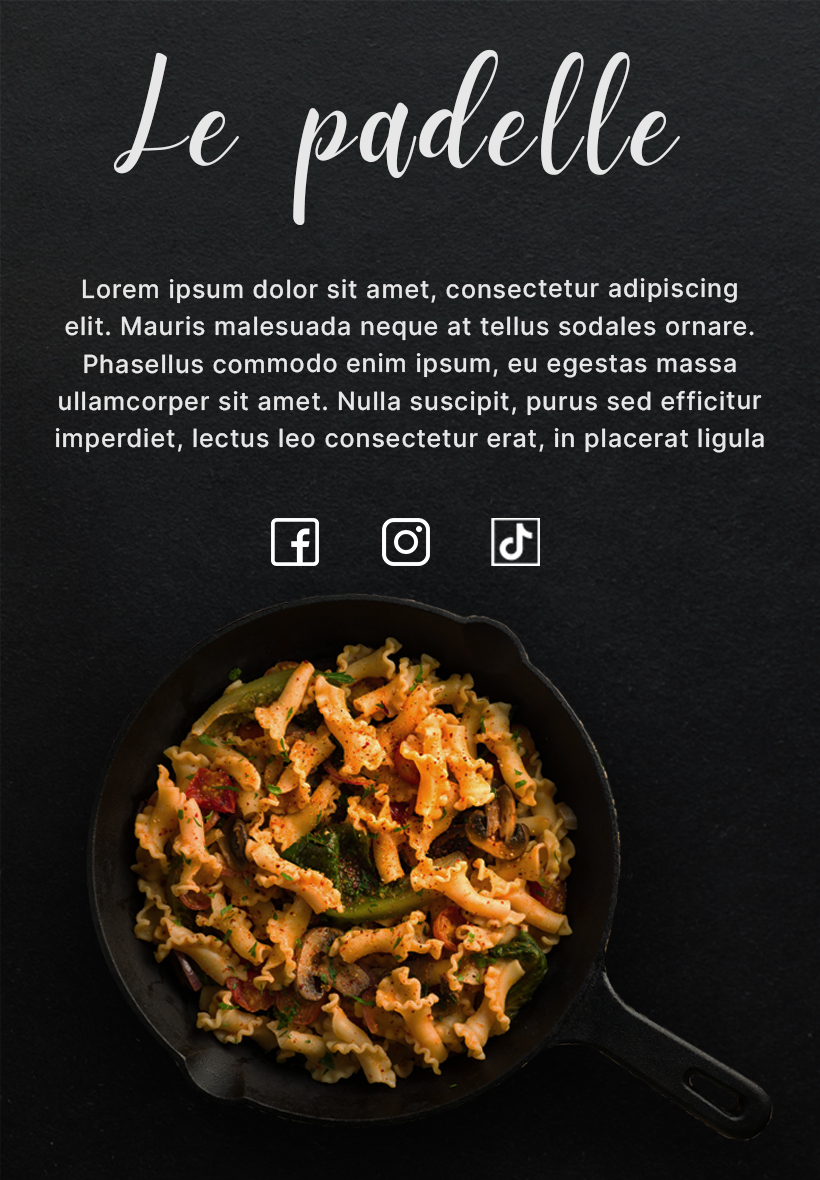 Le padelle
Lorem ipsum dolor sit amet, consectetur adipiscing
elit. Mauris malesuada neque at tellus sodales ornare.
Phasellus commodo enim ipsum, eu egestas massa
ullamcorper sit amet. Nulla suscipit, purus sed efficitur
imperdiet, lectus leo consectetur erat, in placerat ligula